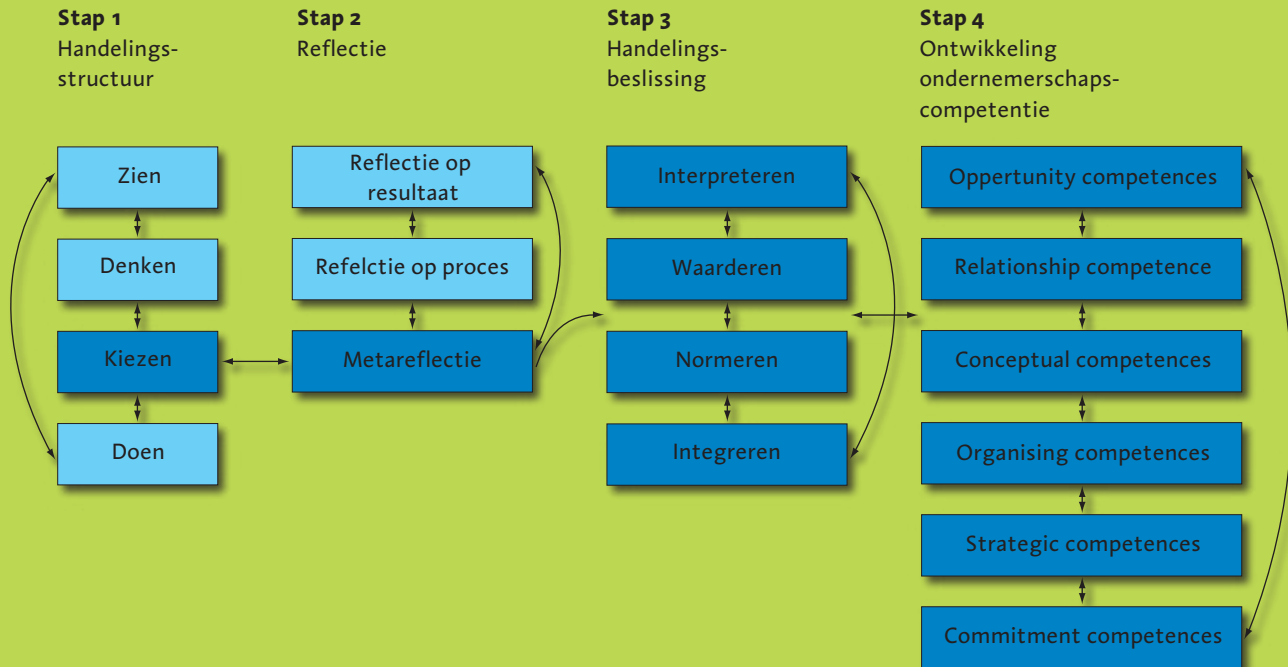 Stap 1
Handelings-
structuur
Zien
Denken
Kiezen
Doen
Stap 2
Reflectie
Reflectie op
resultaat
Refelctie op proces
Metareflectie
Stap 3
Handelings-
beslissing
Interpreteren
Waarderen
Normeren
Integreren
Stap 4
Ontwikkeling
ondernemerschaps-
competentie
Oppertunity competences
Relationship competence
Conceptual competences
Organising competences
Strategic competences
Commitment competences